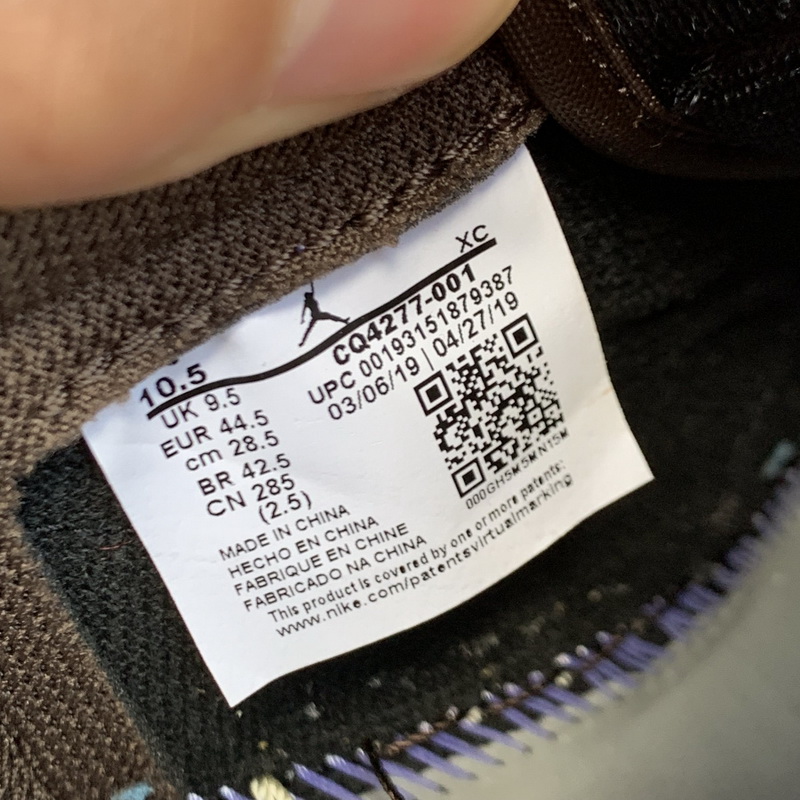 XC
CQ4277-001
UPC 00193151879387
03/06/19 | 04/27/19
10.5
UK 9.5
EUR 44.5
cm 28.5
BR 42.5
CN 285
(2.5)
000GH5M5MN15M
MADE IN CHINA
HECHO EN CHINA
FABRIQUE EN CHINE
FABRICADO NA CHINA
This product is covered by one or more patents:
www.nike.com/patentsvirtualmarking